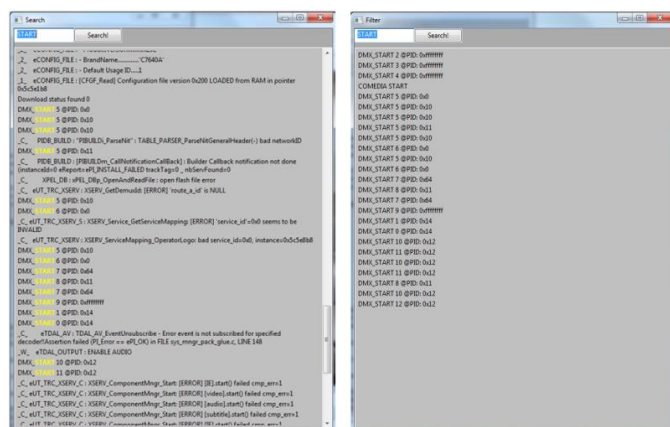 Search
START
Search!
_2_ eCONFIG_FILE : - BrandName..............'C7640A'
_2_ eCONFIG_FILE : - Default Usage ID.....1
_1_ eCONFIG_FILE : [CFGF_Read] Configuration file version 0x200 LOADED from RAM in pointer
0x5c5e1b8
Download status found 0
DMX_START 5 @PID: 0x0
DMX_START 5 @PID: 0x10
DMX_START 5 @PID: 0x10
_C_ PIDB_BUILD : "PIBUILDi_ParseNit" : TABLE_PARSER_ParseNitGeneralHeader(-) bad networkID
DMX_START 5 @PID: 0x11
_C_ PIDB_BUILD : [PIBUILDm_CallNotificationCallBack] : Builder Callback notification not done
(instanceId=0 eReport=ePI_INSTALL_FAILED trackTag=0 _ nbServFound=0
_C_ XPEL_DB : xPEL_DBp_OpenAndReadFile : open flash file error
_C_ eUT_TRC_XSERV : XSERV_GetDemuxId: [ERROR] 'route_a_id' is NULL
DMX_START 5 @PID: 0x10
DMX_START 6 @PID: 0x0
_C_ eUT_TRC_XSERV_S : XSERV_Service_GetServiceMapping: [ERROR] 'service_id'=0x0 seems to be
INVALID
_C_ eUT_TRC_XSERV : XSERV_ServiceMapping_OperatorLogo: bad service_id=0x0, instance=0x5c5e8b8
DMX_START 5 @PID: 0x10
DMX_START 6 @PID: 0x0
DMX_START 7 @PID: 0x64
DMX_START 8 @PID: 0x11
DMX_START 7 @PID: 0x64
DMX_START 9 @PID: 0xffffffff
DMX_START 1 @PID: 0x14
DMX_START 0 @PID: 0x14
_C_ eTDAL_AV : TDAL_AV_EventUnsubscribe - Error event is not subscribed for specified
decoder!!Assertion failed (PI_Error == ePI_OK) in FILE sys_mngr_pack_glue.c, LINE 148
_W_ eTDAL_OUTPUT : ENABLE AUDIO
DMX_START 10 @PID: 0x12
DMX_START 11 @PID: 0x12
_C_ eUT_TRC_XSERV_C : XSERV_ComponentMngr_Start: [ERROR] [IE].start() failed cmp_err=1
_C_ eUT_TRC_XSERV_C : XSERV_ComponentMngr_Start: [ERROR] [video].start() failed cmp_err=1
_C_ eUT_TRC_XSERV_C : XSERV_ComponentMngr_Start: [ERROR] [audio].start() failed cmp_err=1
_C_ eUT_TRC_XSERV_C : XSERV_ComponentMngr_Start: [ERROR] [subtitle].start() failed cmp_err=1
_C_ eUT_TRC_XSERV_C : XSERV_ComponentMngr_Start: [ERROR] [IE].start() failed cmp_err=1
Filter
START
Search!
DMX_START 2 @PID: 0xffffffff
DMX_START 3 @PID: 0xffffffff
DMX_START 4 @PID: 0xffffffff
COMEDIA START
DMX_START 5 @PID: 0x0
DMX_START 5 @PID: 0x10
DMX_START 5 @PID: 0x10
DMX_START 5 @PID: 0x11
DMX_START 5 @PID: 0x10
DMX_START 6 @PID: 0x0
DMX_START 5 @PID: 0x10
DMX_START 6 @PID: 0x0
DMX_START 7 @PID: 0x64
DMX_START 8 @PID: 0x11
DMX_START 7 @PID: 0x64
DMX_START 9 @PID: 0xffffffff
DMX_START 1 @PID: 0x14
DMX_START 0 @PID: 0x14
DMX_START 10 @PID: 0x12
DMX_START 11 @PID: 0x12
DMX_START 10 @PID: 0x12
DMX_START 11 @PID: 0x12
DMX_START 8 @PID: 0x11
DMX_START 10 @PID: 0x12
DMX_START 12 @PID: 0x12